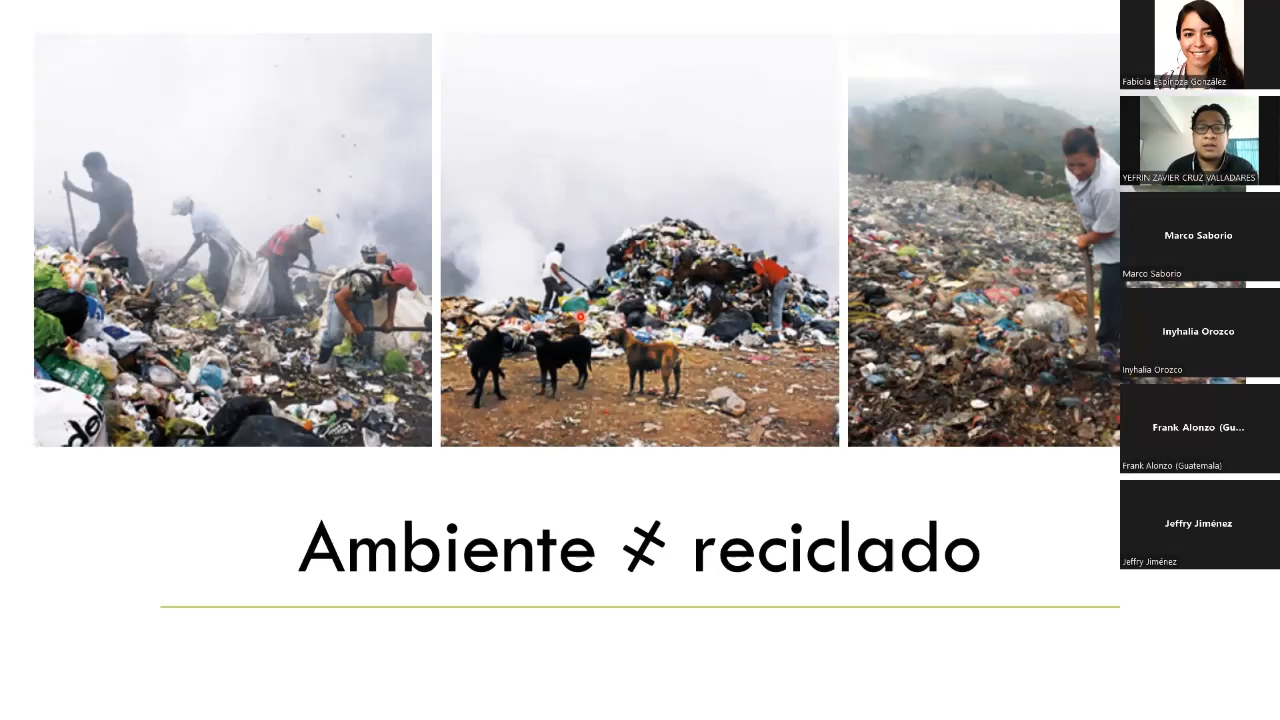 Ambiente ≠ reciclado
Fabiola Espinoza González
YEFRIN ZAVIER CRUZ VALLADARES
Marco Saborio
Marco Saborio
Inyhalia Orozco
Inyhalia Orozco
Frank Alonzo (Gu...
Frank Alonzo (Guatemala)
Jeffry Jiménez
Jeffry Jiménez